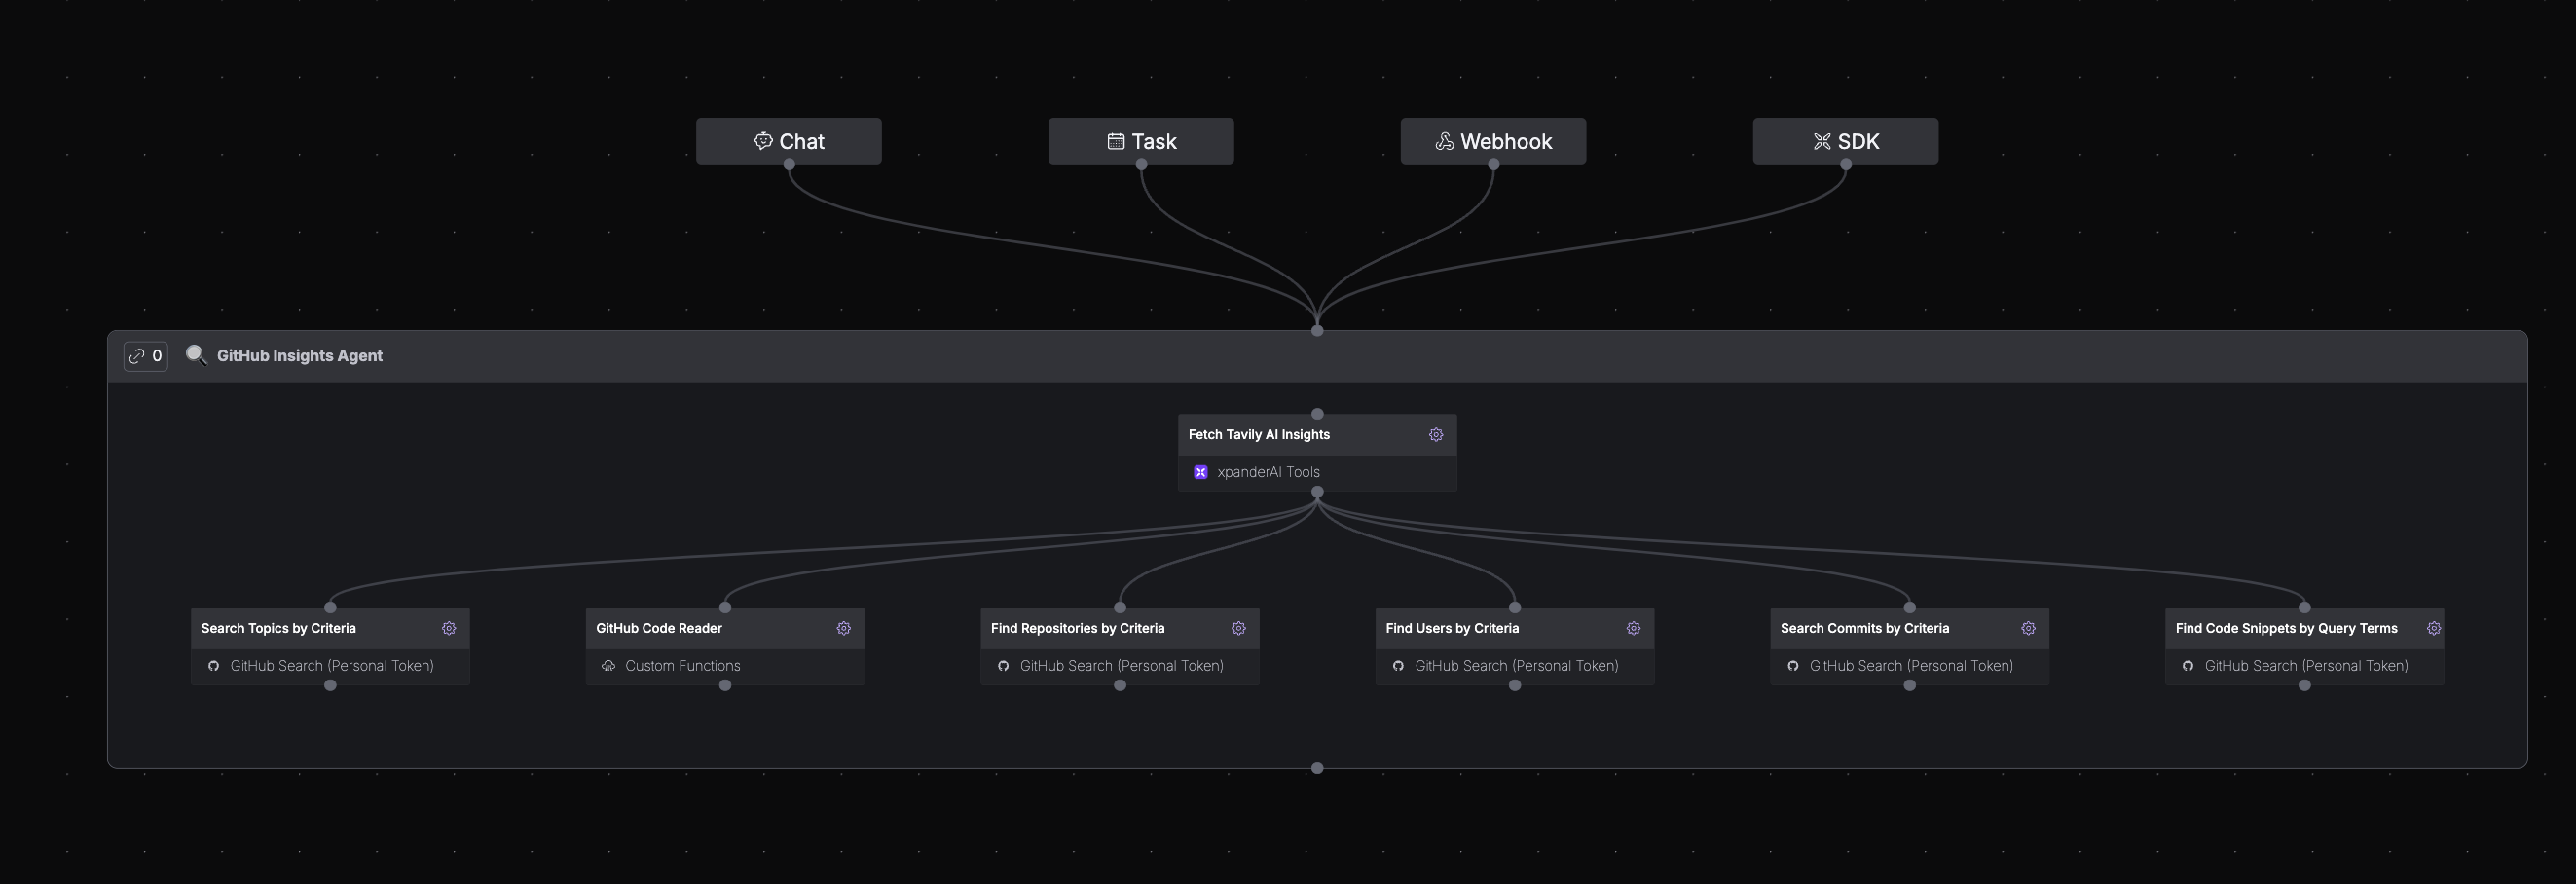 Chat
Task
Webhook
SDK
0
GitHub Insights Agent
Fetch Tavily AI Insights
xpanderAI Tools
Search Topics by Criteria
GitHub Search (Personal Token)
GitHub Code Reader
Custom Functions
Find Repositories by Criteria
GitHub Search (Personal Token)
Find Users by Criteria
GitHub Search (Personal Token)
Search Commits by Criteria
GitHub Search (Personal Token)
Find Code Snippets by Query Terms
GitHub Search (Personal Token)